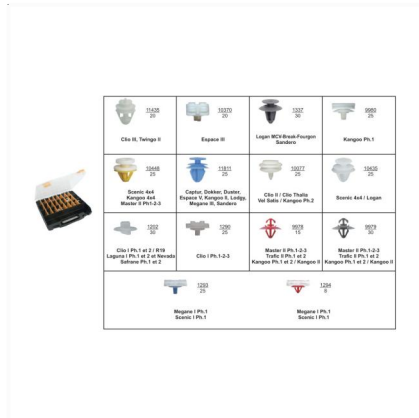 11435
20
Clio III, Twingo II
10370
20
Espace III
1337
30
Logan MCV-Break-Fourgon
Sandero
9980
25
Kangoo Ph.1
10448
25
Scenic 4x4
Kangoo 4x4
Master II Ph1-2-3
11811
25
Captur, Dokker, Duster,
Espace V, Kangoo II, Lodgy,
Megane III, Sandero
10077
25
Clio II / Clio Thalia
Vel Satis / Kangoo Ph.2
10435
25
Scenic 4x4 / Logan
1252
30
Clio I Ph.1 et 2 / R19
Laguna I Ph.1 et 2 et Nevada
Safrane Ph.1 et 2
1290
25
Clio I Ph.1-2-3
9978
15
Master II Ph.1-2-3
Trafic II Ph.1 et 2
Kangoo Ph.1 et 2 / Kangoo II
9979
30
Master II Ph.1-2-3
Trafic II Ph.1 et 2
Kangoo Ph.1 et 2 / Kangoo II
1293
25
Megane I Ph.1
Scenic I Ph.1
1294
Megane I Ph.1
Scenic I Ph.1